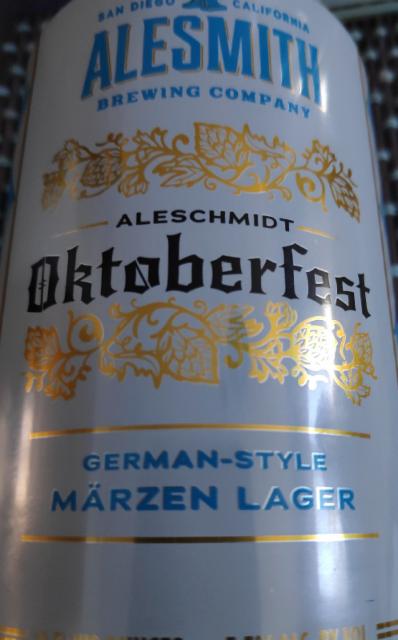 SAN DIEGO CALIFORNIA
ALESMITH
BREWING COMPANY
ALESCHMIDT
Oktoberfest
GERMAN-STYLE
MÄRZEN LAGER